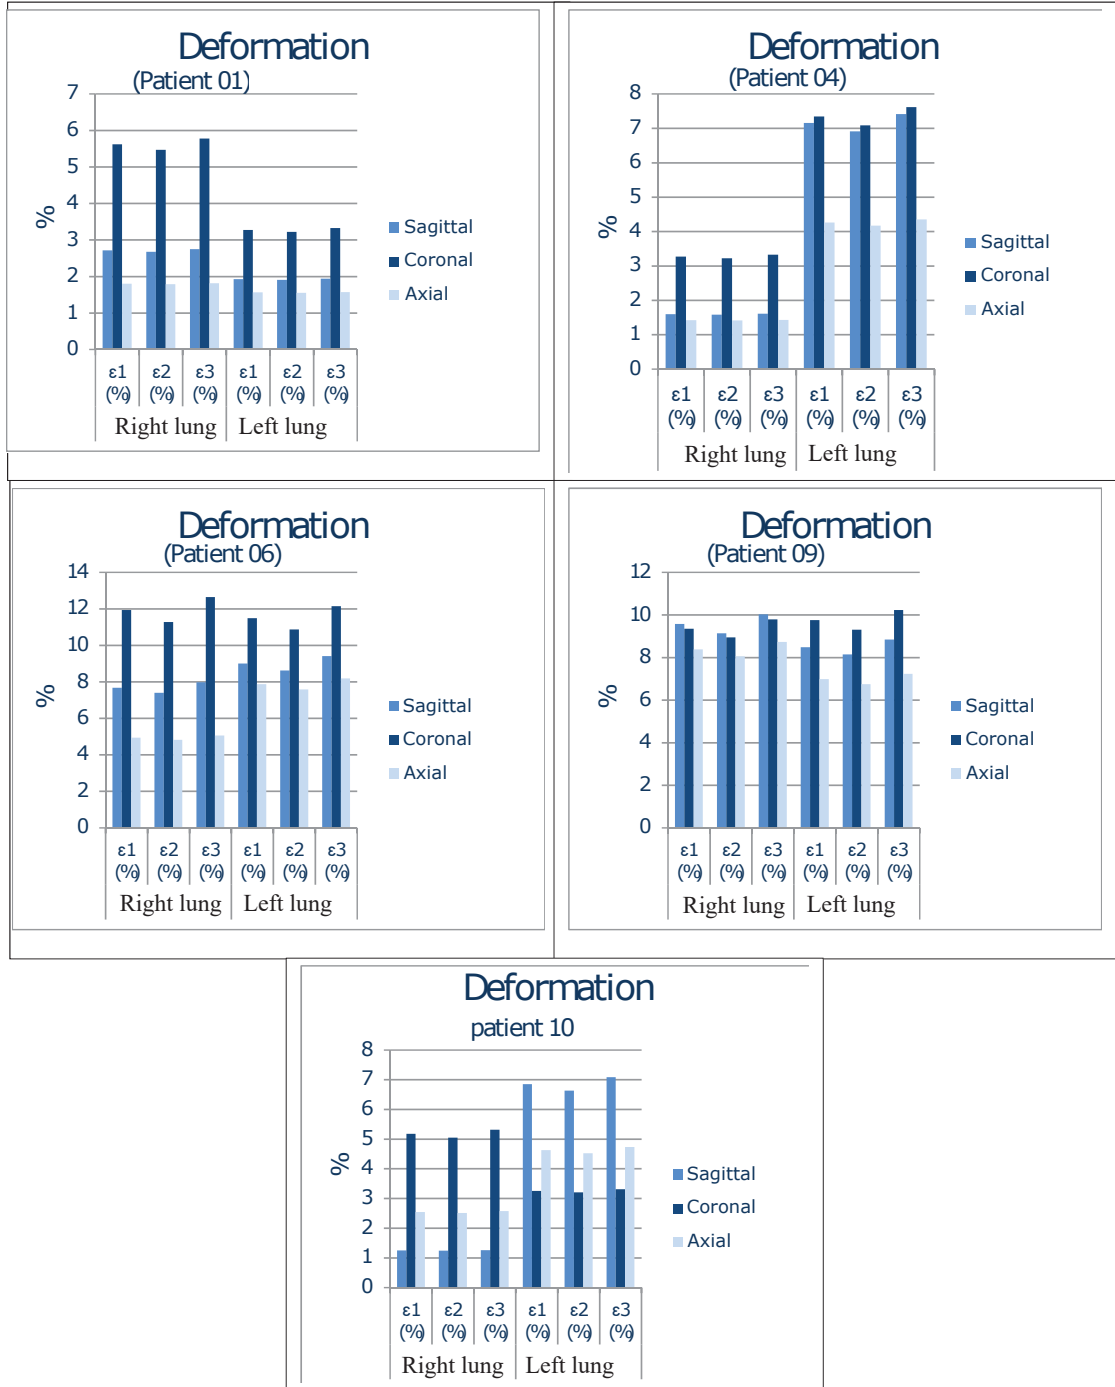 Deformation
(Patient 01)
7
6
5
4
3
2
1
0
%
Sagittal
Coronal
Axial
ε1 ε2 ε3 ε1 ε2 ε3
(%) (%) (%) (%) (%) (%)
Right lung Left lung
Deformation
(Patient 04)
8
7
6
5
4
3
2
1
0
%
Sagittal
Coronal
Axial
ε1 ε2 ε3 ε1 ε2 ε3
(%) (%) (%) (%) (%) (%)
Right lung Left lung
Deformation
(Patient 06)
14
12
10
8
6
4
2
0
%
Sagittal
Coronal
Axial
ε1 ε2 ε3 ε1 ε2 ε3
(%) (%) (%) (%) (%) (%)
Right lung Left lung
Deformation
(Patient 09)
12
10
8
6
4
2
0
%
Sagittal
Coronal
Axial
ε1 ε2 ε3 ε1 ε2 ε3
(%) (%) (%) (%) (%) (%)
Right lung Left lung
Deformation
patient 10
8
7
6
5
4
3
2
1
0
%
Sagittal
Coronal
Axial
ε1 ε2 ε3 ε1 ε2 ε3
(%) (%) (%) (%) (%) (%)
Right lung Left lung